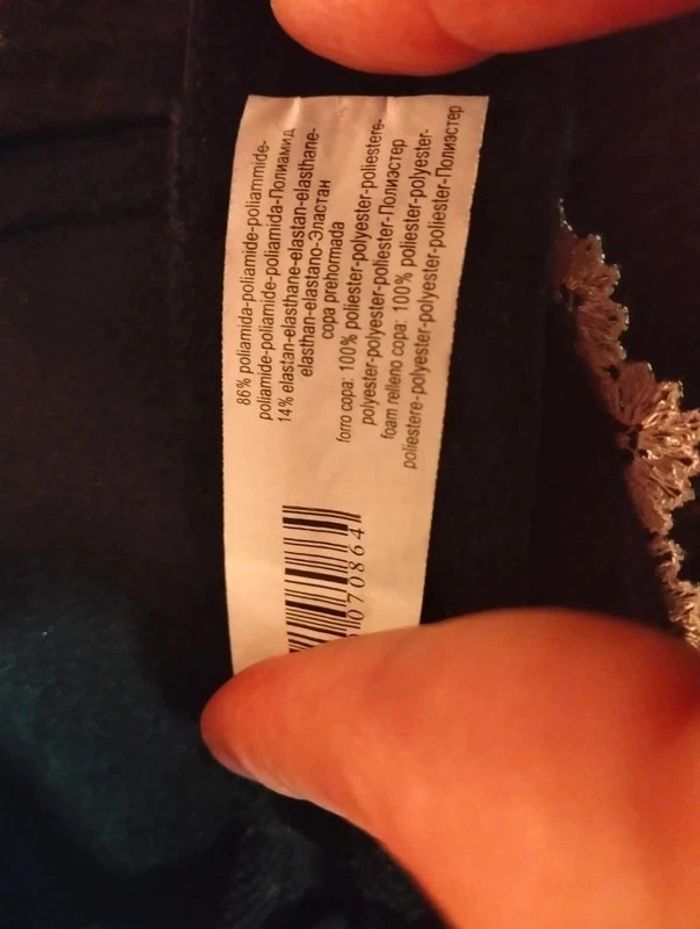 86% poliamida-poliamide-poliammide-
poliamide-poliamide-poliamida-Полиамид
14% elastan-elasthane-elastan-elasthane-
elasthan-elastano-Эластан
copa prehormada
forro copa: 100% poliester-polyester-poliestere-
polyester-polyester-poliester-Полиэстер
foam relleno copa: 100% poliester-polyester-
poliestere-polyester-polyester-poliester-Полиэстер
070864